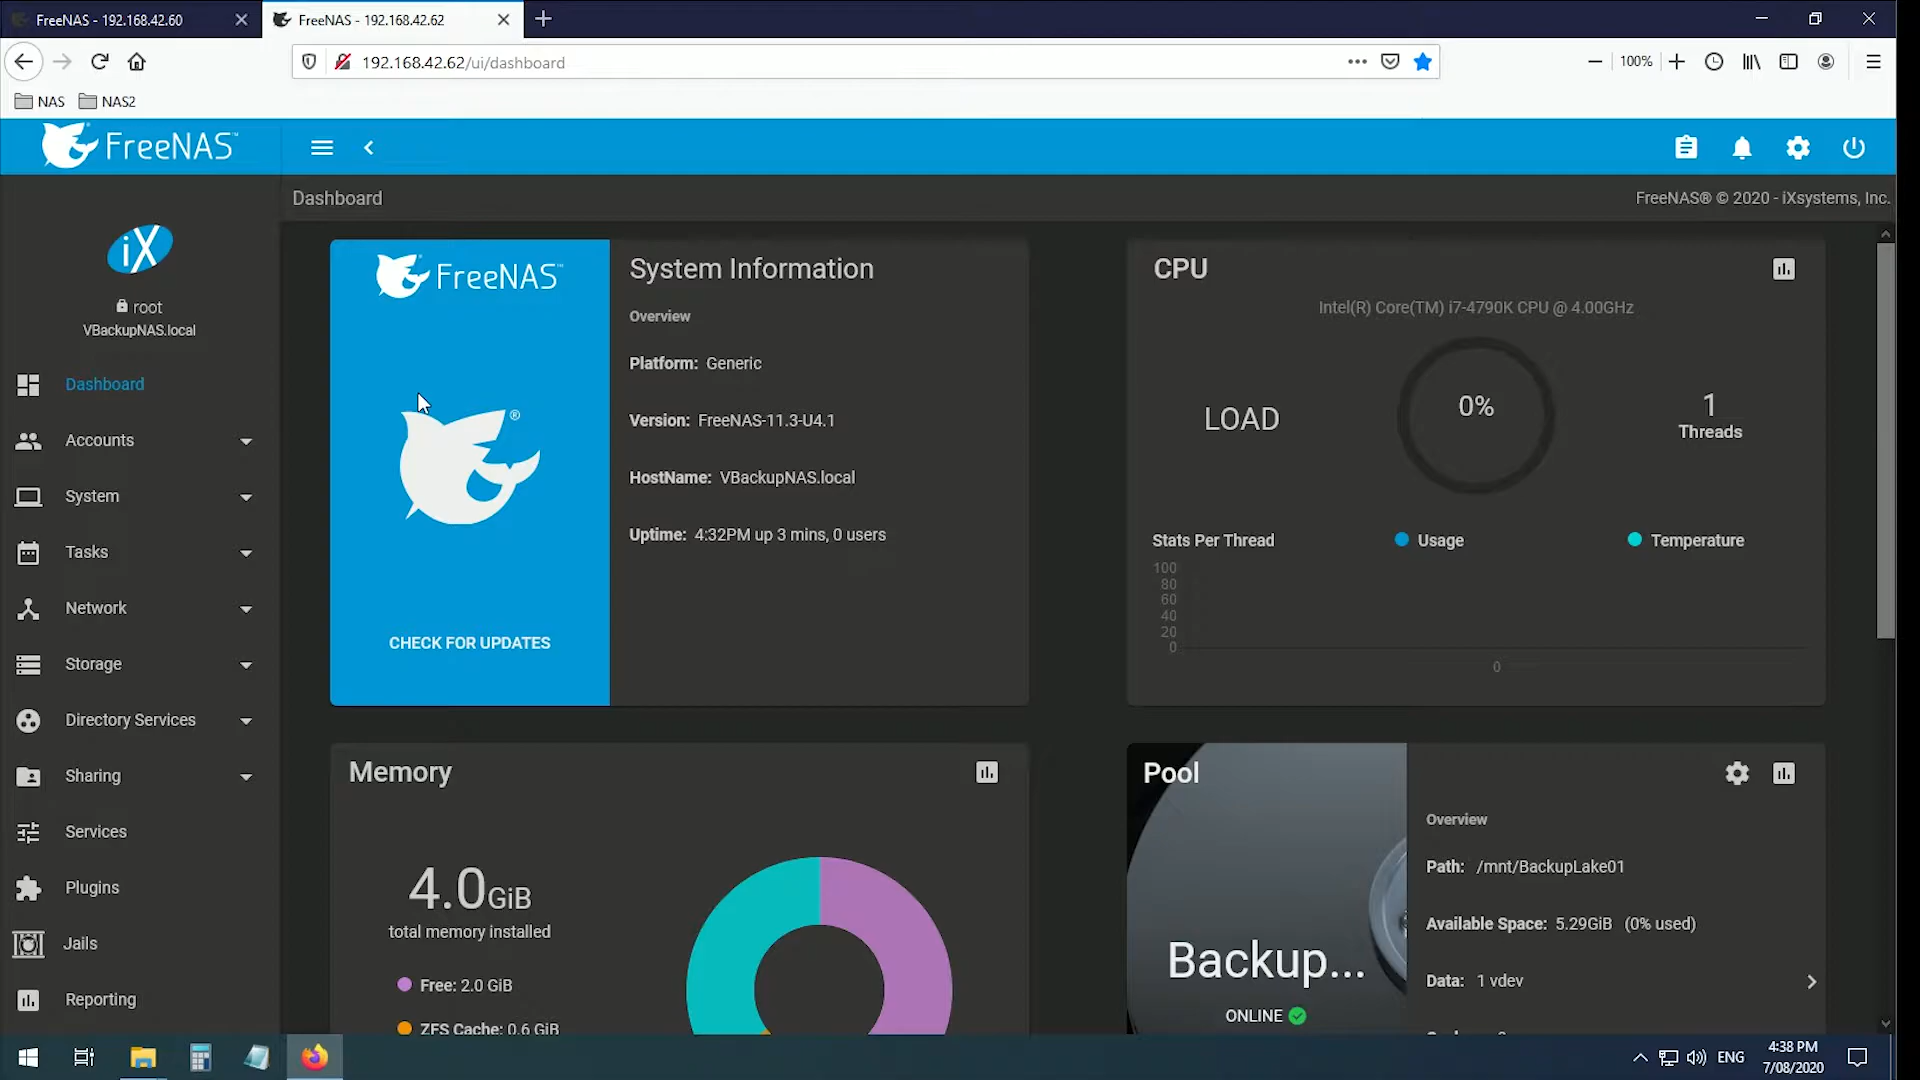 FreeNAS - 192.168.42.60
FreeNAS - 192.168.42.62
192.168.42.62/ui/dashboard
100%
NAS
NAS2
FreeNAS™
Dashboard
FreeNAS® © 2020 - iXsystems, Inc.
iX
root
VBackupNAS.local
Dashboard
Accounts
System
Tasks
Network
Storage
Directory Services
Sharing
Services
Plugins
Jails
Reporting
FreeNAS™
®
CHECK FOR UPDATES
System Information
Overview
Platform: Generic
Version: FreeNAS-11.3-U4.1
HostName: VBackupNAS.local
Uptime: 4:32PM up 3 mins, 0 users
CPU
Intel(R) Core(TM) i7-4790K CPU @ 4.00GHz
LOAD
0%
1
Threads
Stats Per Thread
Usage
Temperature
100
80
60
40
20
0
0
Memory
4.0GiB
total memory installed
Free: 2.0 GiB
ZFS Cache: 0.6 GiB
Pool
Backup...
ONLINE
Overview
Path: /mnt/BackupLake01
Available Space: 5.29GiB (0% used)
Data: 1 vdev
ENG
4:38 PM
7/08/2020